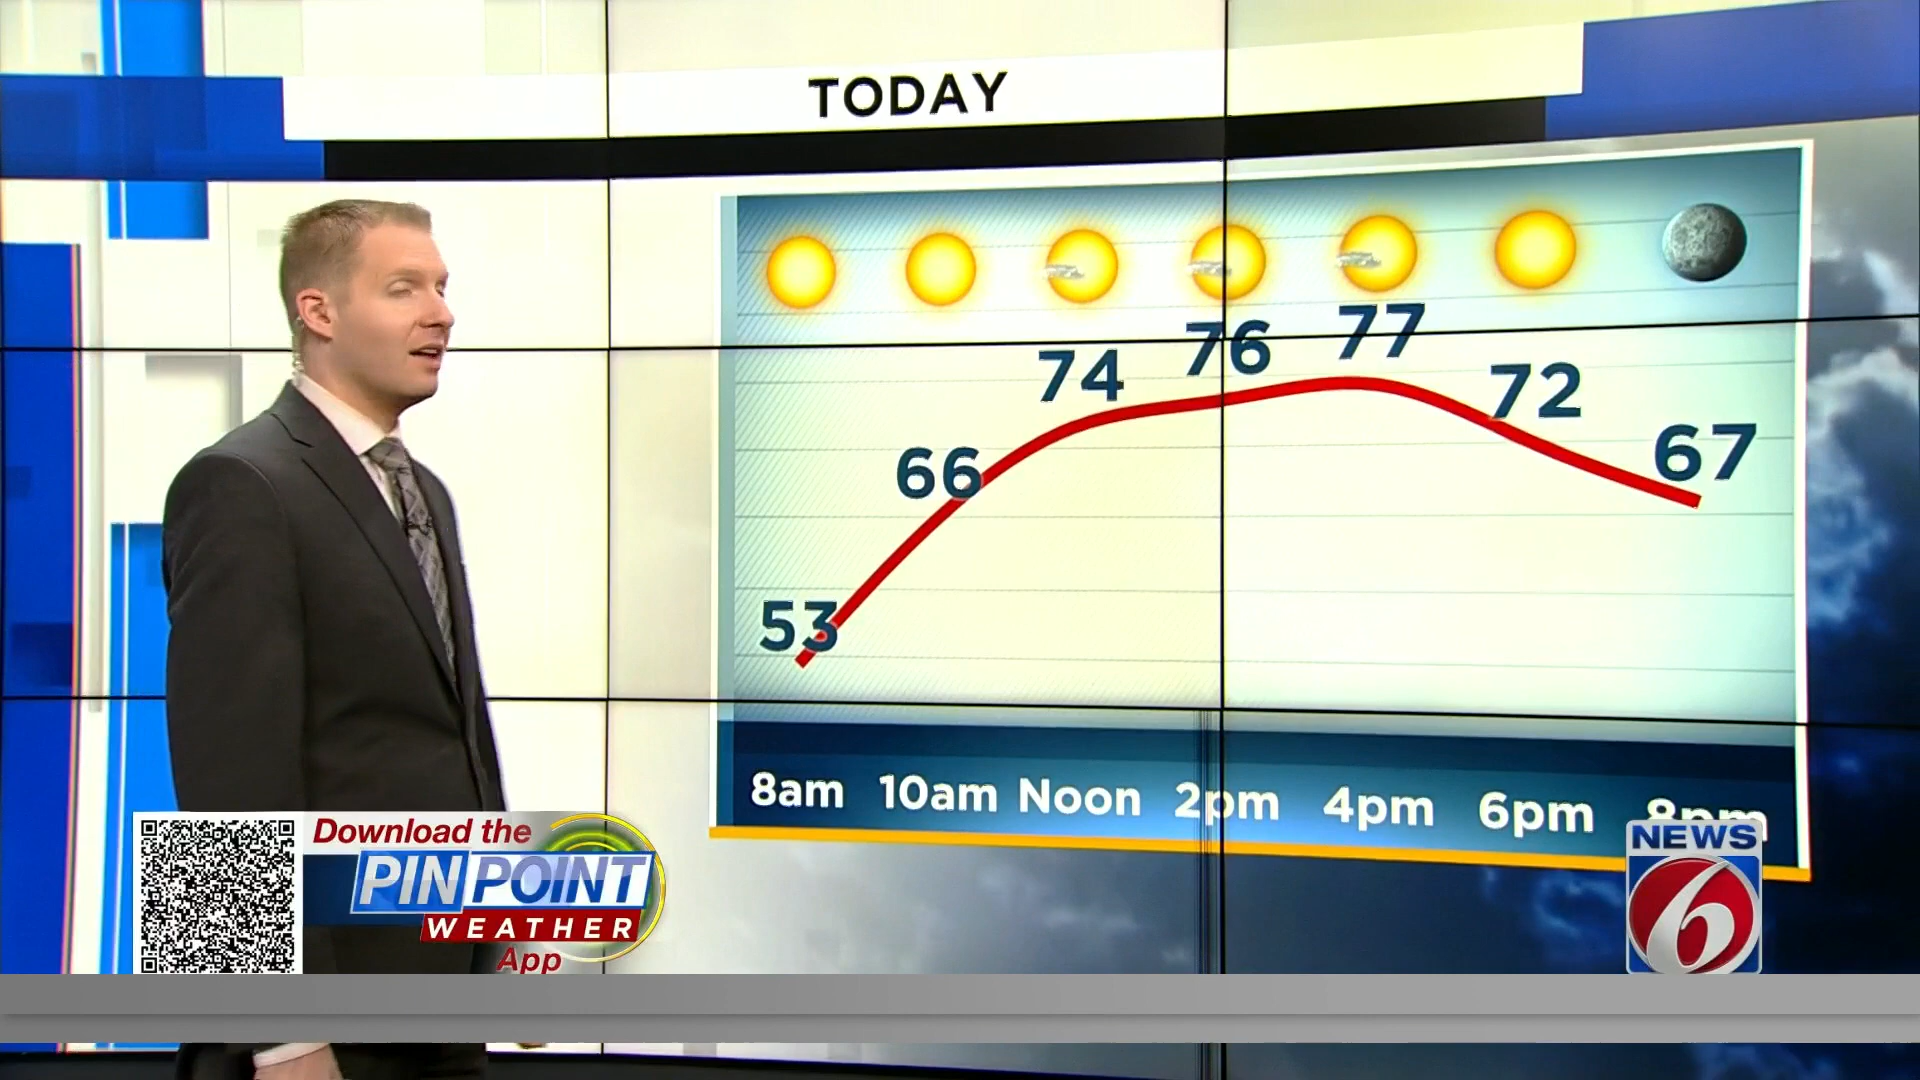 TODAY
76 77
74 72
66 67
53
8am 10am Noon 2pm 4pm 6pm 8pm
Download the
PINPOINT
WEATHER
App
NEWS
6